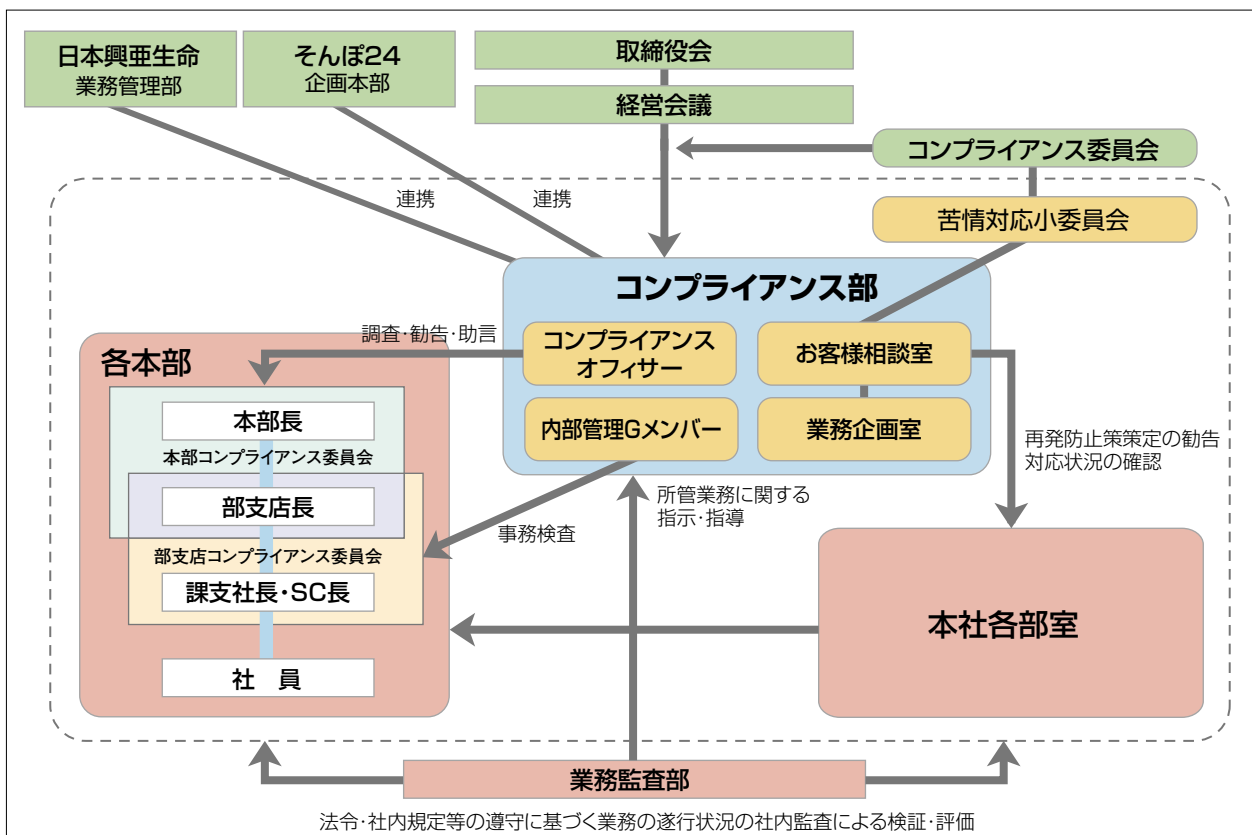 日本興亜生命
業務管理部
そんぽ24
企画本部
取締役会
経営会議
コンプライアンス委員会
苦情対応小委員会
連携
連携
コンプライアンス部
調査・勧告・助言
コンプライアンス
オフィサー
お客様相談室
内部管理Gメンバー
業務企画室
各本部
本部長
本部コンプライアンス委員会
部支店長
部支店コンプライアンス委員会
課支社長・SC長
社　員
事務検査
所管業務に関する
指示・指導
再発防止策策定の勧告
対応状況の確認
本社各部室
業務監査部
法令・社内規定等の遵守に基づく業務の遂行状況の社内監査による検証・評価